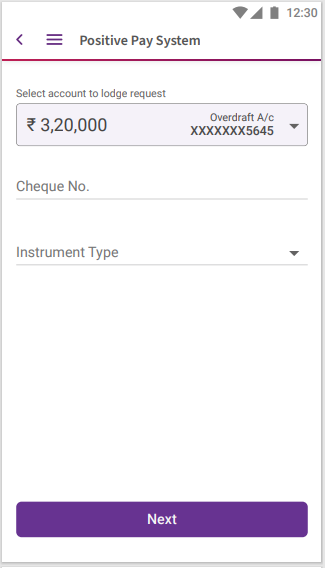 12:30
Positive Pay System
Select account to lodge request
₹ 3,20,000
Overdraft A/c
XXXXXXX5645
Cheque No.
Instrument Type
Next